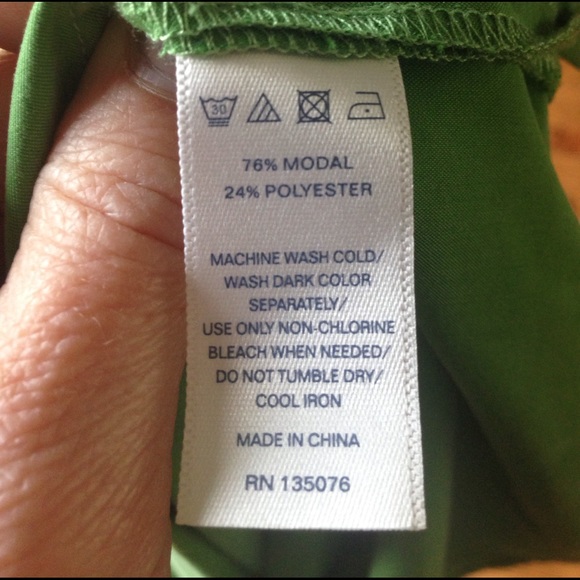 30
76% MODAL
24% POLYESTER
MACHINE WASH COLD/
WASH DARK COLOR
SEPARATELY/
USE ONLY NON-CHLORINE
BLEACH WHEN NEEDED/
DO NOT TUMBLE DRY/
COOL IRON
MADE IN CHINA
RN 135076